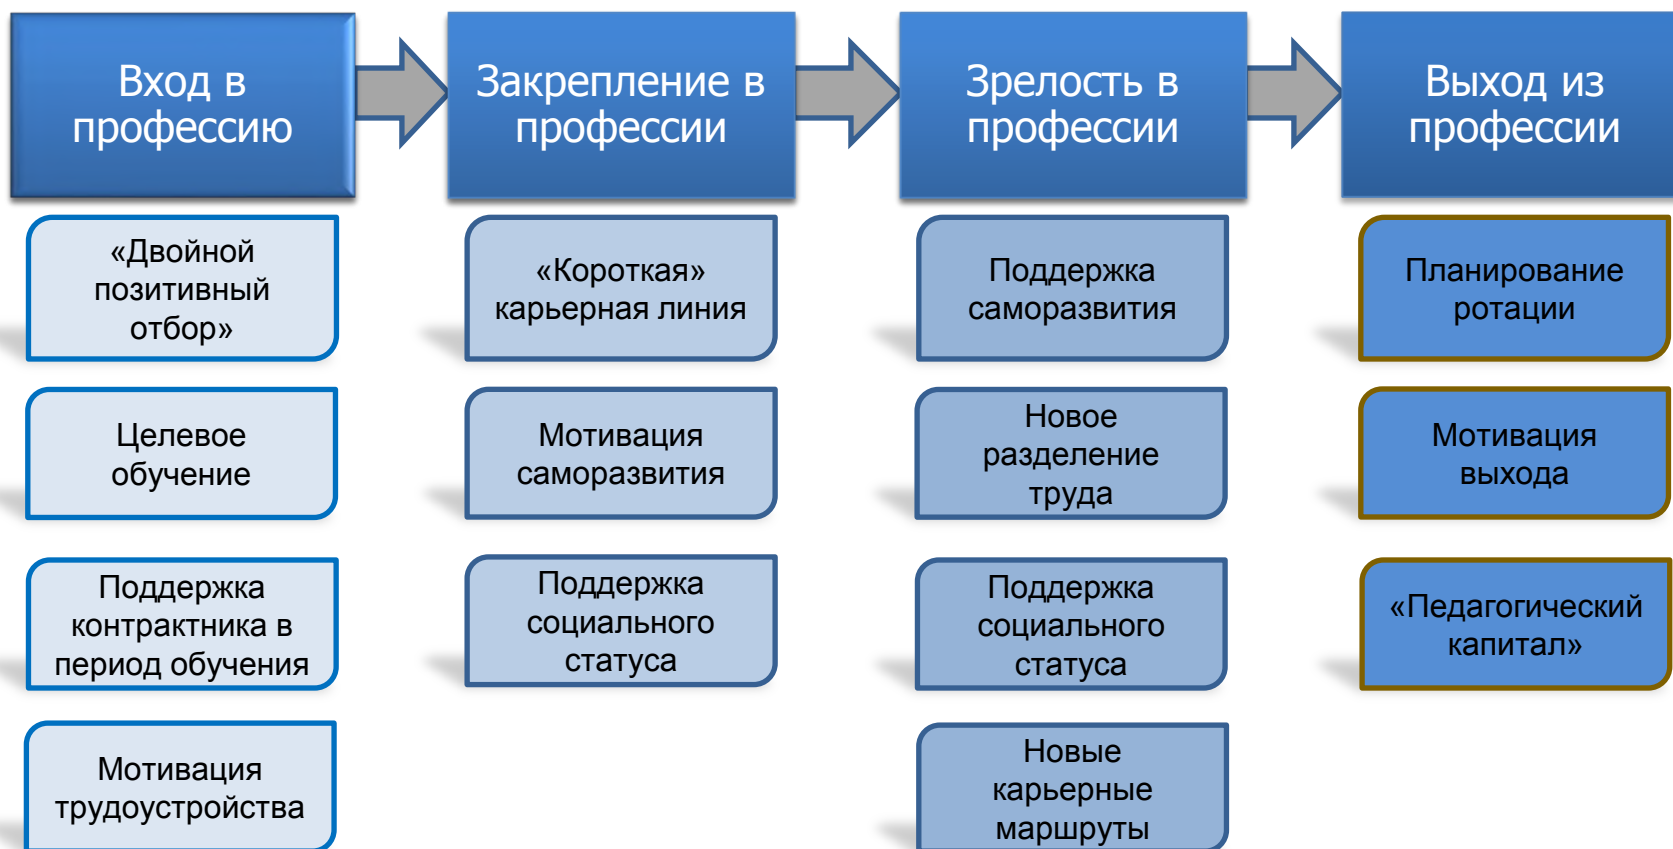 Вход в
профессию
Закрепление в
профессии
Зрелость в
профессии
Выход из
профессии
«Двойной
позитивный
отбор»
Целевое
обучение
Поддержка
контрактника в
период обучения
Мотивация
трудоустройства
«Короткая»
карьерная линия
Мотивация
саморазвития
Поддержка
социального
статуса
Поддержка
саморазвития
Новое
разделение
труда
Поддержка
социального
статуса
Новые
карьерные
маршруты
Планирование
ротации
Мотивация
выхода
«Педагогический
капитал»